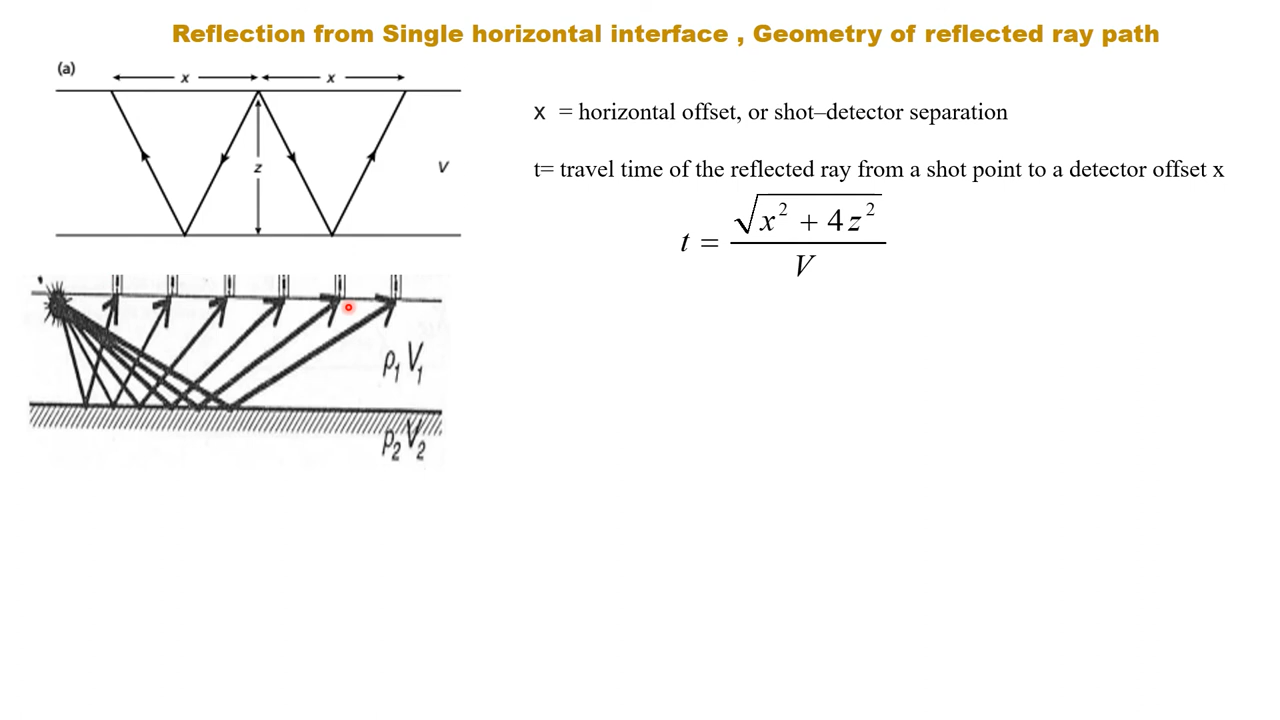 Reflection from Single horizontal interface , Geometry of reflected ray path
(a)
x x
z
V
x = horizontal offset, or shot–detector separation
t= travel time of the reflected ray from a shot point to a detector offset x
t = √(x² + 4z²) / V
ρ₁ V₁
ρ₂ V₂